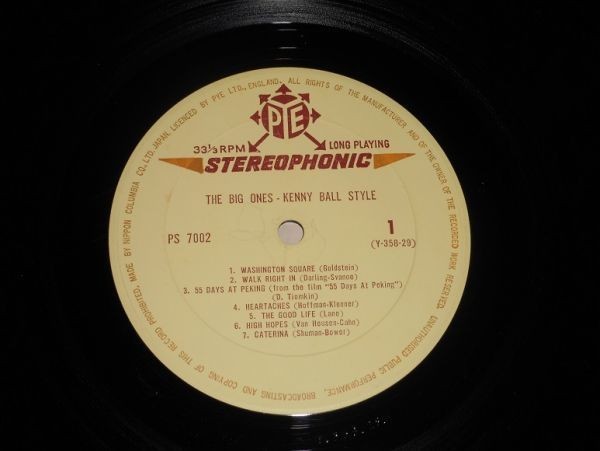 MADE BY NIPPON COLUMBIA CO., LTD., JAPAN. LICENCED BY PYE LTD., ENGLAND. ALL RIGHTS OF THE MANUFACTURER AND OF THE OWNER OF THE RECORDED WORK RESERVED. UNAUTHORISED PUBLIC PERFORMANCE, BROADCASTING AND COPYING OF THIS RECORD PROHIBITED.
PYE
33⅓ RPM LONG PLAYING
STEREOPHONIC
THE BIG ONES - KENNY BALL STYLE
PS 7002 1
(Y-358-29)
1. WASHINGTON SQUARE (Goldstein)
2. WALK RIGHT IN (Darling-Svanoe)
3. 55 DAYS AT PEKING (from the film "55 Days At Peking")
(D. Tiomkin)
4. HEARTACHES (Hoffman-Klenner)
5. THE GOOD LIFE (Lane)
6. HIGH HOPES (Van Heusen-Cahn)
7. CATERINA (Shuman-Bower)